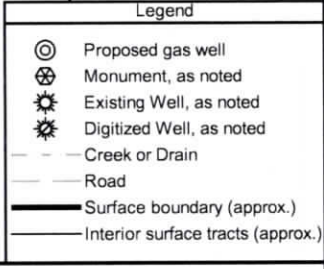 Legend
Proposed gas well
Monument, as noted
Existing Well, as noted
Digitized Well, as noted
Creek or Drain
Road
Surface boundary (approx.)
Interior surface tracts (approx.)